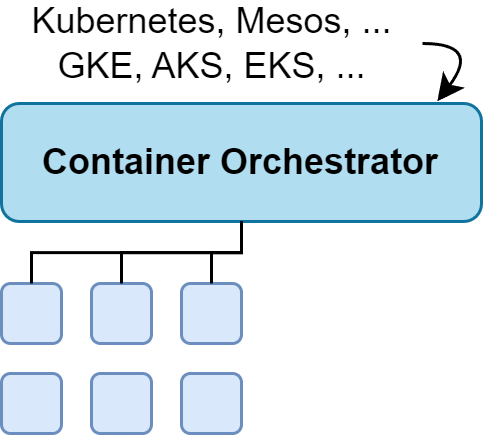 Kubernetes, Mesos, ...
GKE, AKS, EKS, ...
Container Orchestrator